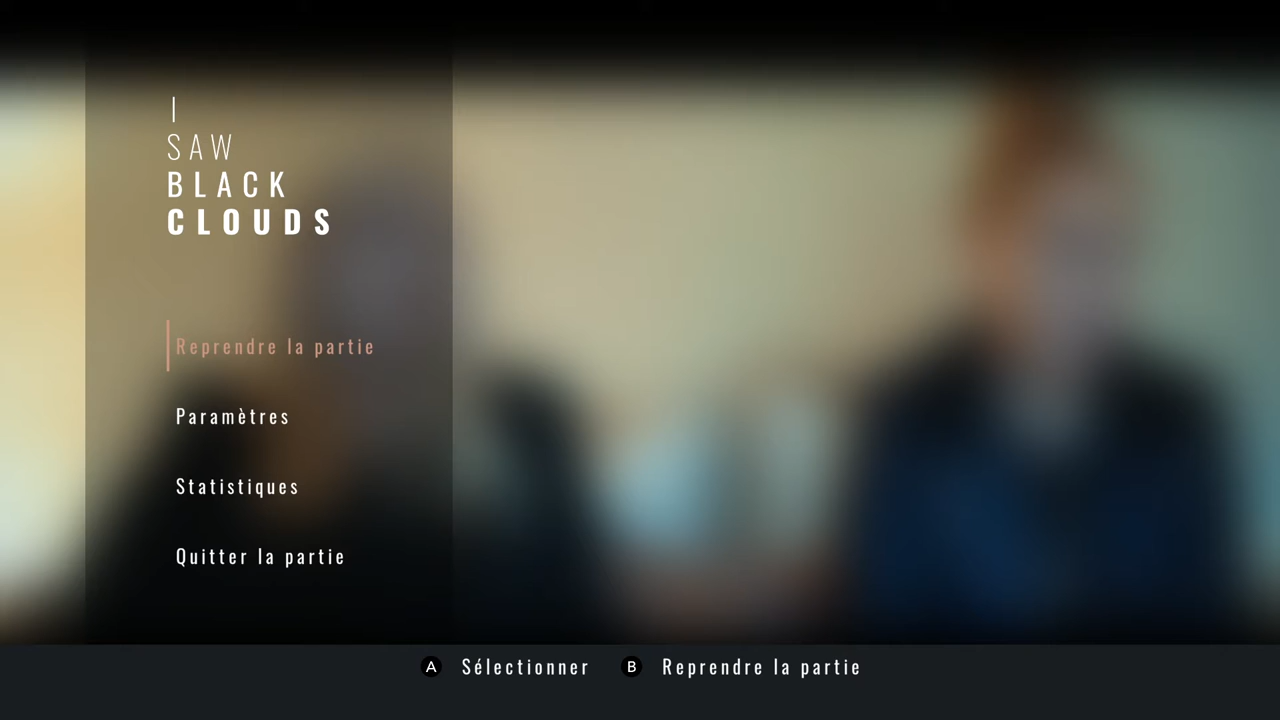 I
SAW
BLACK
CLOUDS
Reprendre la partie
Paramètres
Statistiques
Quitter la partie
A Sélectionner B Reprendre la partie